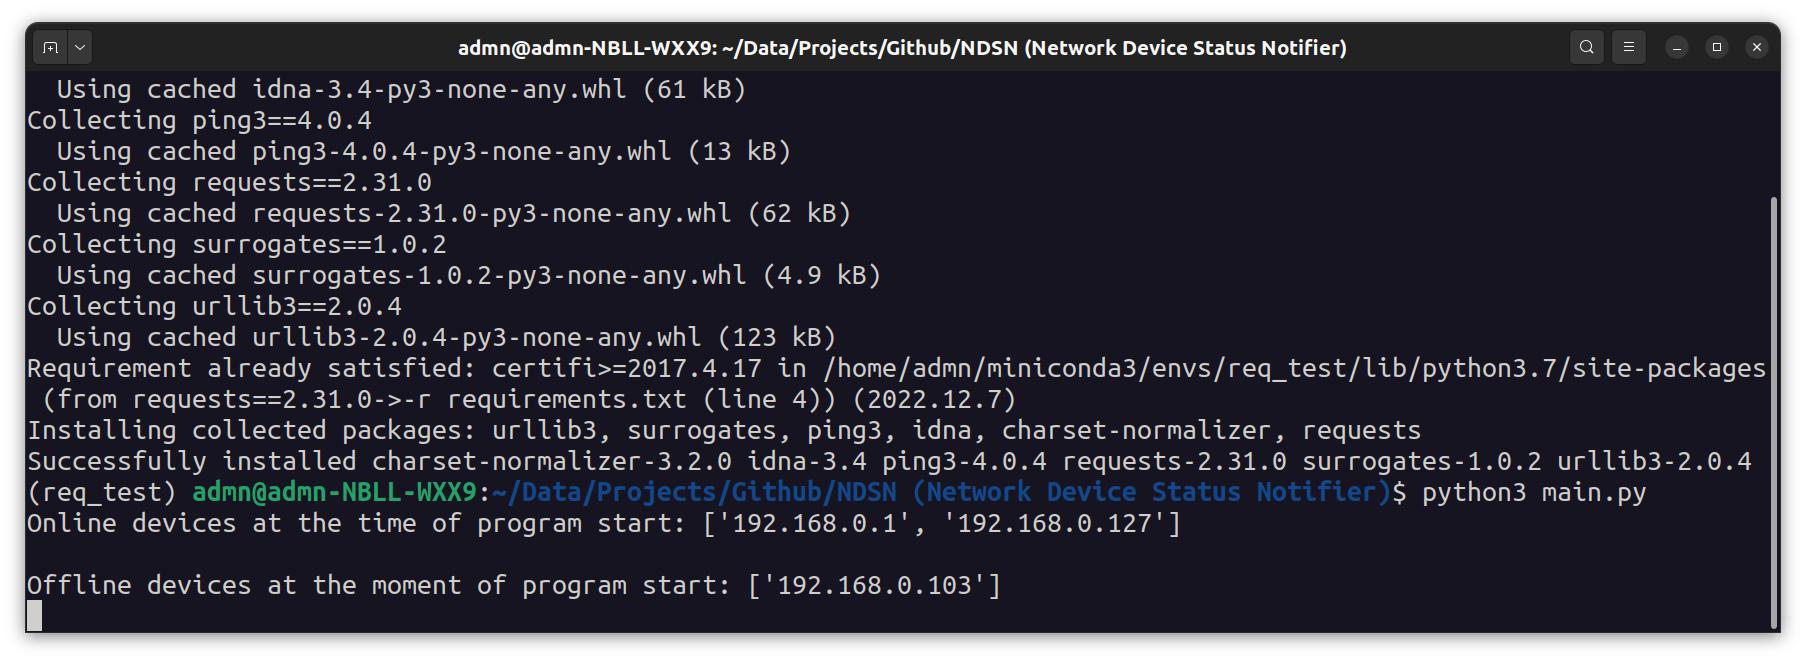 admn@admn-NBLL-WXX9: ~/Data/Projects/Github/NDSN (Network Device Status Notifier)
  Using cached idna-3.4-py3-none-any.whl (61 kB)
Collecting ping3==4.0.4
  Using cached ping3-4.0.4-py3-none-any.whl (13 kB)
Collecting requests==2.31.0
  Using cached requests-2.31.0-py3-none-any.whl (62 kB)
Collecting surrogates==1.0.2
  Using cached surrogates-1.0.2-py3-none-any.whl (4.9 kB)
Collecting urllib3==2.0.4
  Using cached urllib3-2.0.4-py3-none-any.whl (123 kB)
Requirement already satisfied: certifi>=2017.4.17 in /home/admn/miniconda3/envs/req_test/lib/python3.7/site-packages
 (from requests==2.31.0->-r requirements.txt (line 4)) (2022.12.7)
Installing collected packages: urllib3, surrogates, ping3, idna, charset-normalizer, requests
Successfully installed charset-normalizer-3.2.0 idna-3.4 ping3-4.0.4 requests-2.31.0 surrogates-1.0.2 urllib3-2.0.4
(req_test) admn@admn-NBLL-WXX9:~/Data/Projects/Github/NDSN (Network Device Status Notifier)$ python3 main.py
Online devices at the time of program start: ['192.168.0.1', '192.168.0.127']

Offline devices at the moment of program start: ['192.168.0.103']